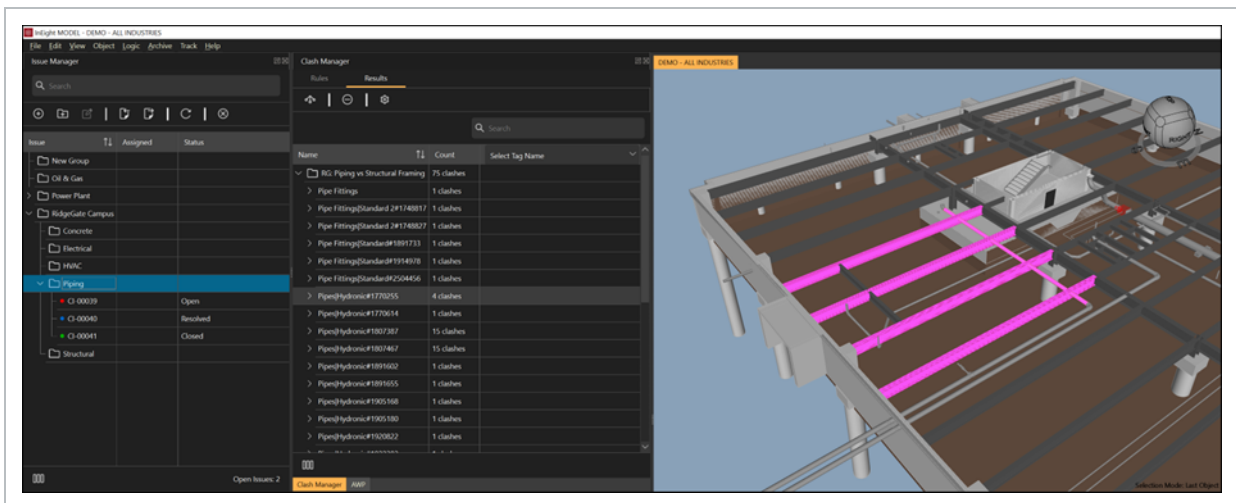 InEight MODEL - DEMO - ALL INDUSTRIES
File Edit View Object Logic Archive Track Help
Issue Manager
Search
Issue Assigned Status
New Group
Oil & Gas
Power Plant
RidgeGate Campus
Concrete
Electrical
HVAC
Piping
CI-00039 Open
CI-00040 Resolved
CI-00041 Closed
Structural
Open Issues: 2
Clash Manager
Rules Results
Search
Name Count Select Tag Name
RG: Piping vs Structural Framing 75 clashes
Pipe Fittings 1 clashes
Pipe Fittings|Standard 2#1748817 1 clashes
Pipe Fittings|Standard 2#1748827 1 clashes
Pipe Fittings|Standard#1891733 1 clashes
Pipe Fittings|Standard#1914978 1 clashes
Pipe Fittings|Standard#2504456 1 clashes
Pipes|Hydronic#1770255 4 clashes
Pipes|Hydronic#1770614 1 clashes
Pipes|Hydronic#1807387 15 clashes
Pipes|Hydronic#1807467 15 clashes
Pipes|Hydronic#1891602 1 clashes
Pipes|Hydronic#1891655 1 clashes
Pipes|Hydronic#1905168 1 clashes
Pipes|Hydronic#1905180 1 clashes
Pipes|Hydronic#1920822 1 clashes
Clash Manager AWP
DEMO - ALL INDUSTRIES
RIGHT
Selection Mode: Last Object